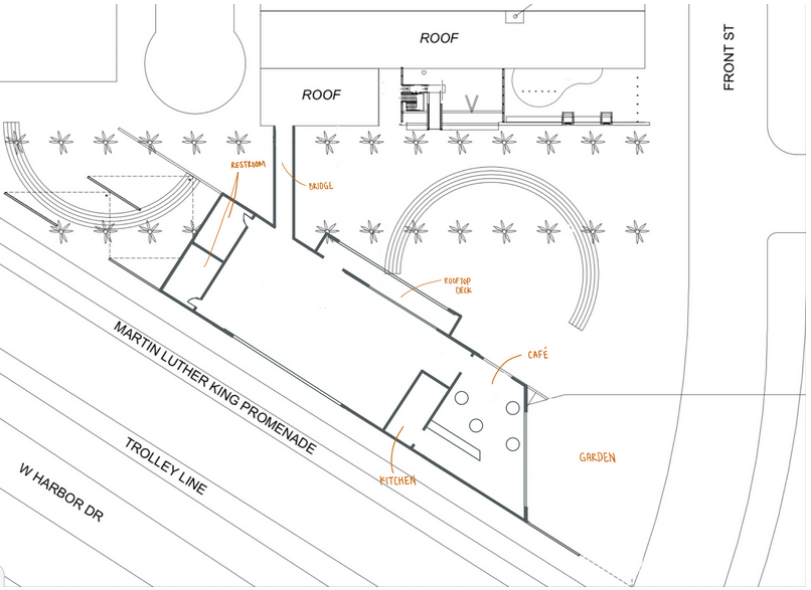 ROOF
FRONT ST
ROOF
RESTROOM
BRIDGE
ROOFTOP
DECK
CAFÉ
MARTIN LUTHER KING PROMENADE
GARDEN
KITCHEN
TROLLEY LINE
W HARBOR DR